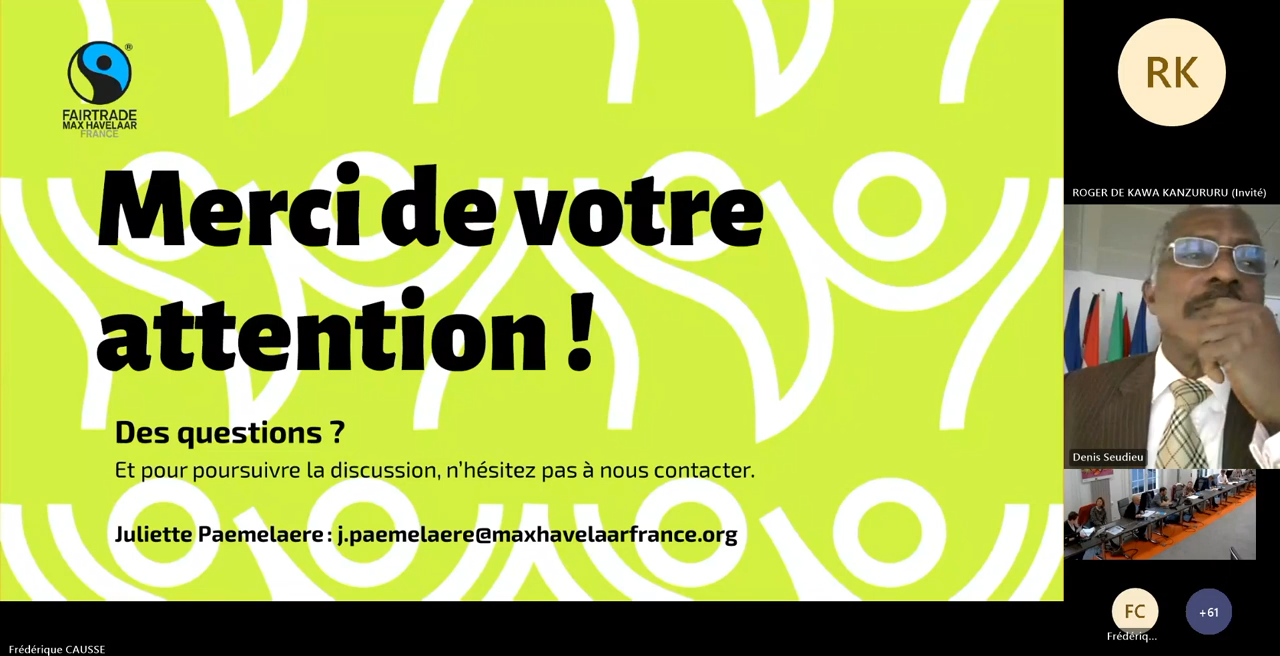 ®
FAIRTRADE
MAX HAVELAAR
FRANCE
Merci de votre
attention !
Des questions ?
Et pour poursuivre la discussion, n’hésitez pas à nous contacter.
Juliette Paemelaere : j.paemelaere@maxhavelaarfrance.org
Frédérique CAUSSE
RK
ROGER DE KAWA KANZURURU (Invité)
Denis Seudieu
FC
Frédériq...
+61